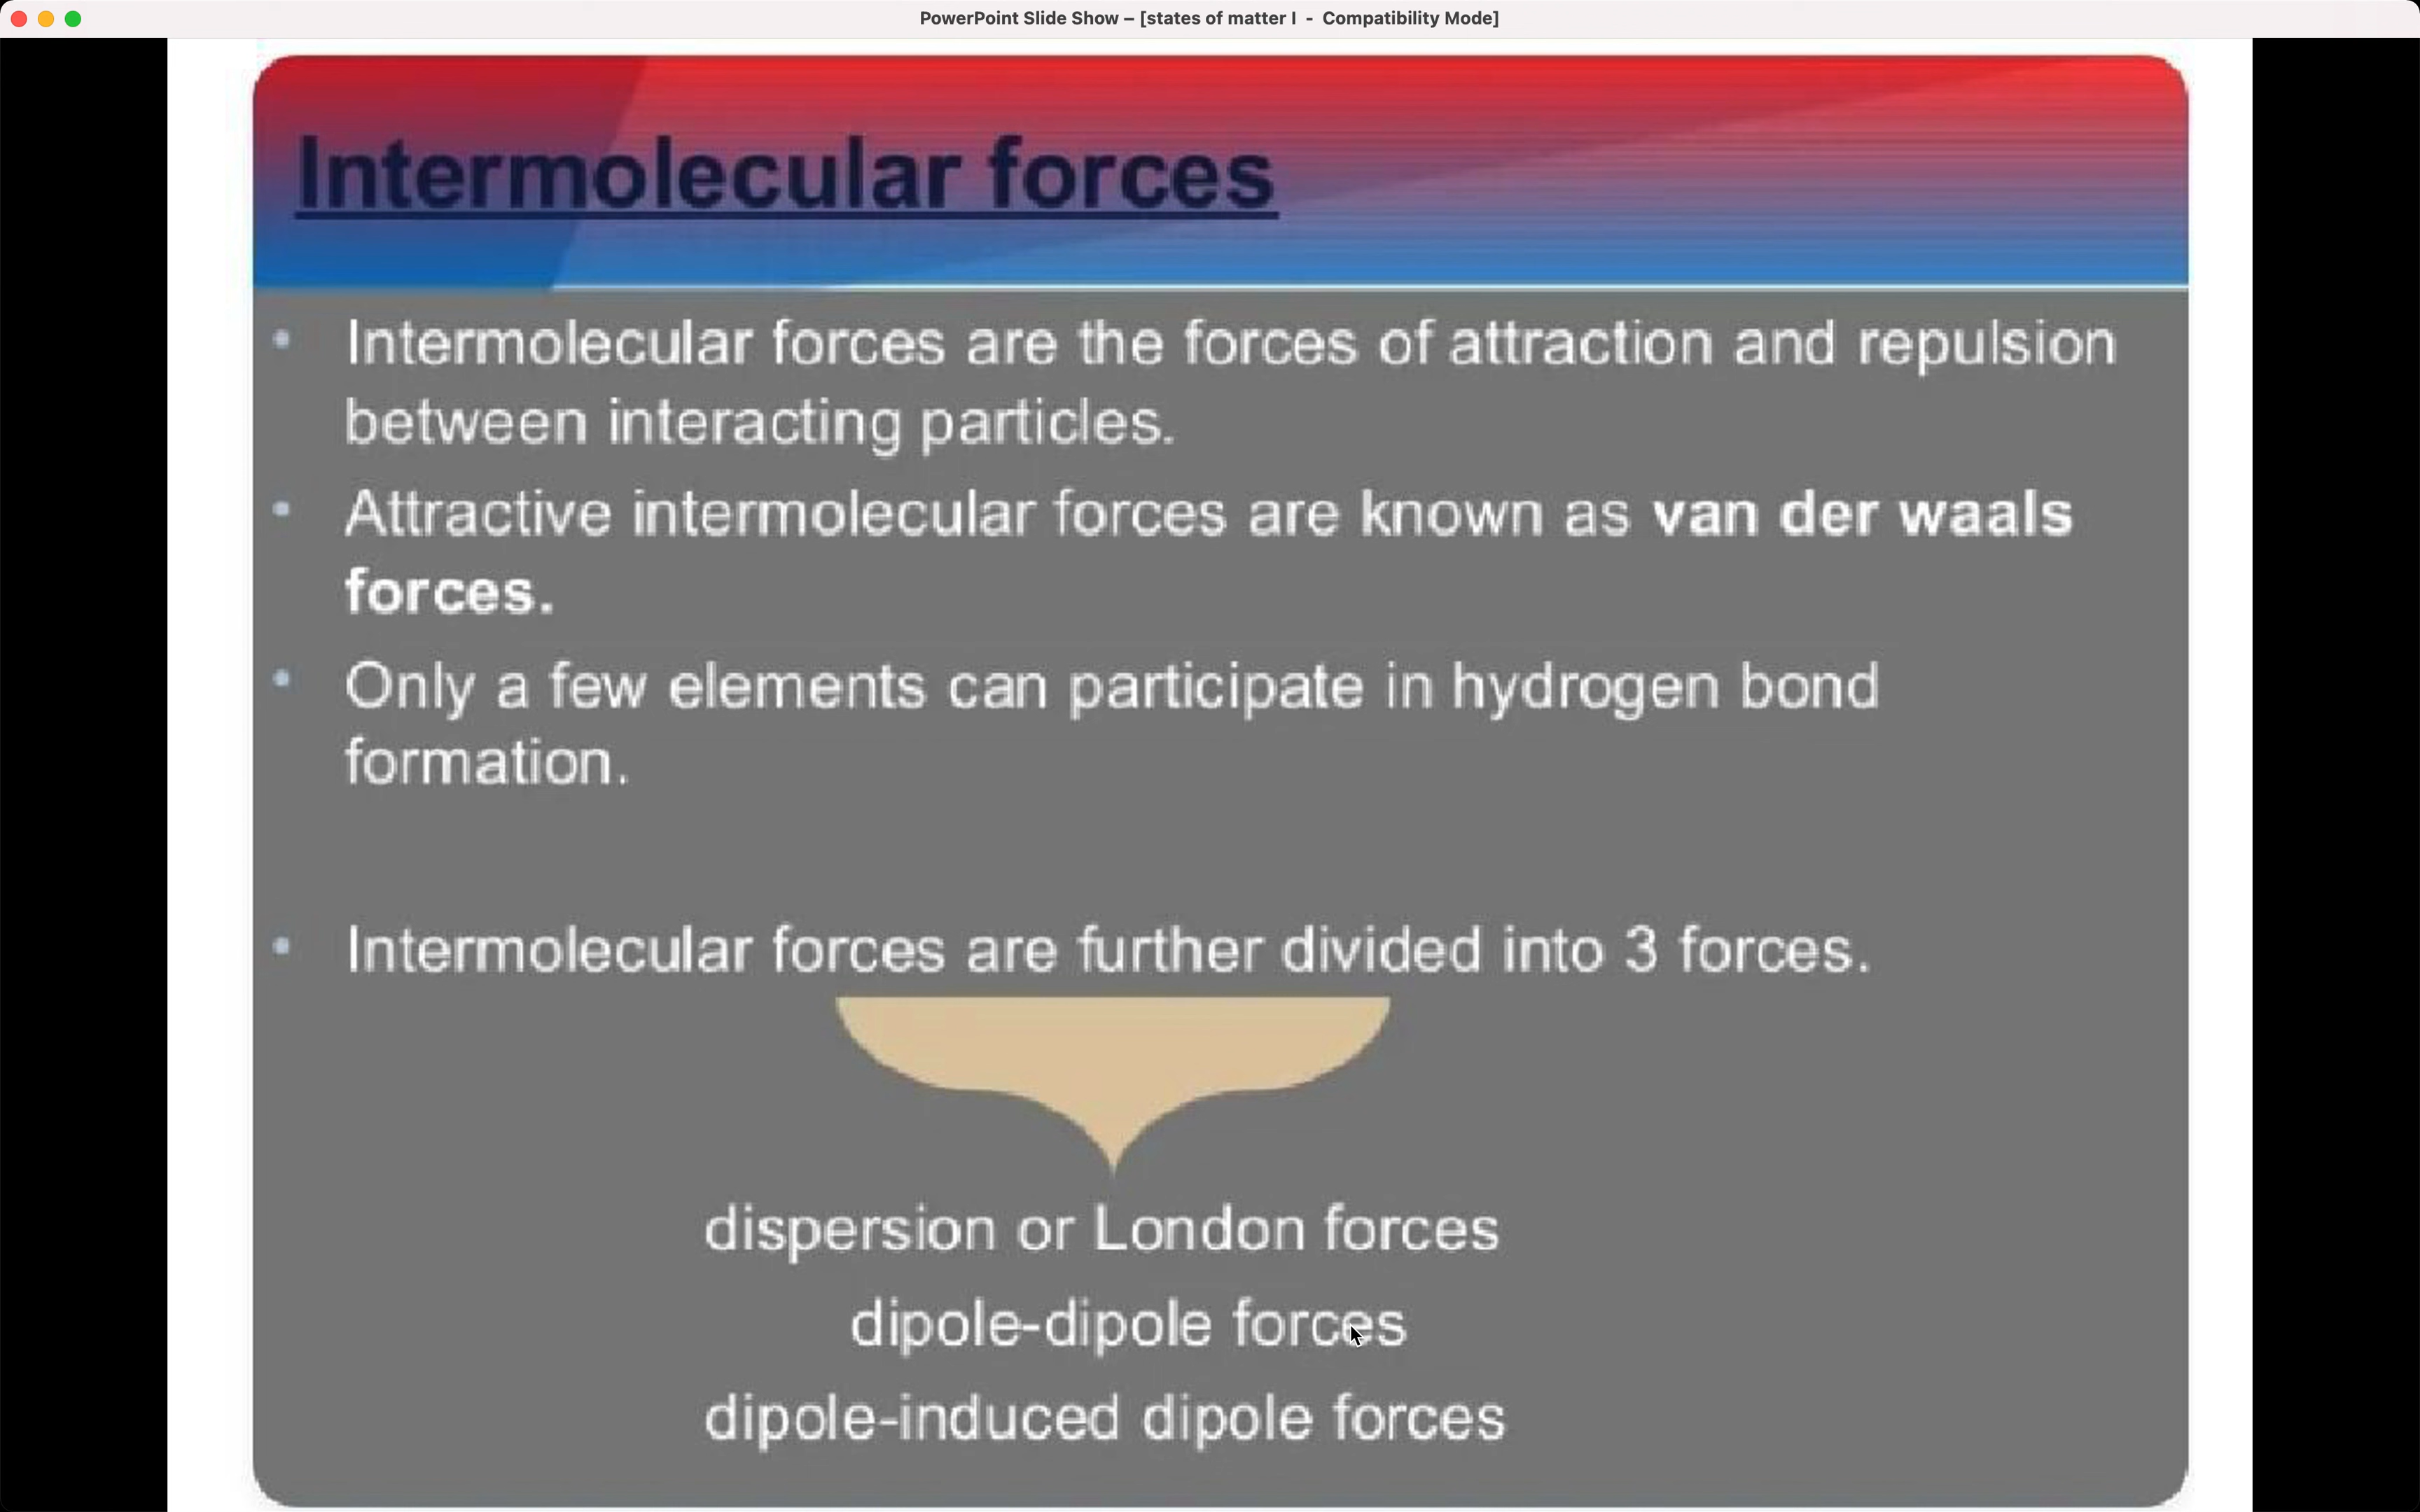 PowerPoint Slide Show – [states of matter I - Compatibility Mode]
Intermolecular forces
• Intermolecular forces are the forces of attraction and repulsion
between interacting particles.
• Attractive intermolecular forces are known as van der waals
forces.
• Only a few elements can participate in hydrogen bond
formation.
• Intermolecular forces are further divided into 3 forces.
dispersion or London forces
dipole-dipole forces
dipole-induced dipole forces